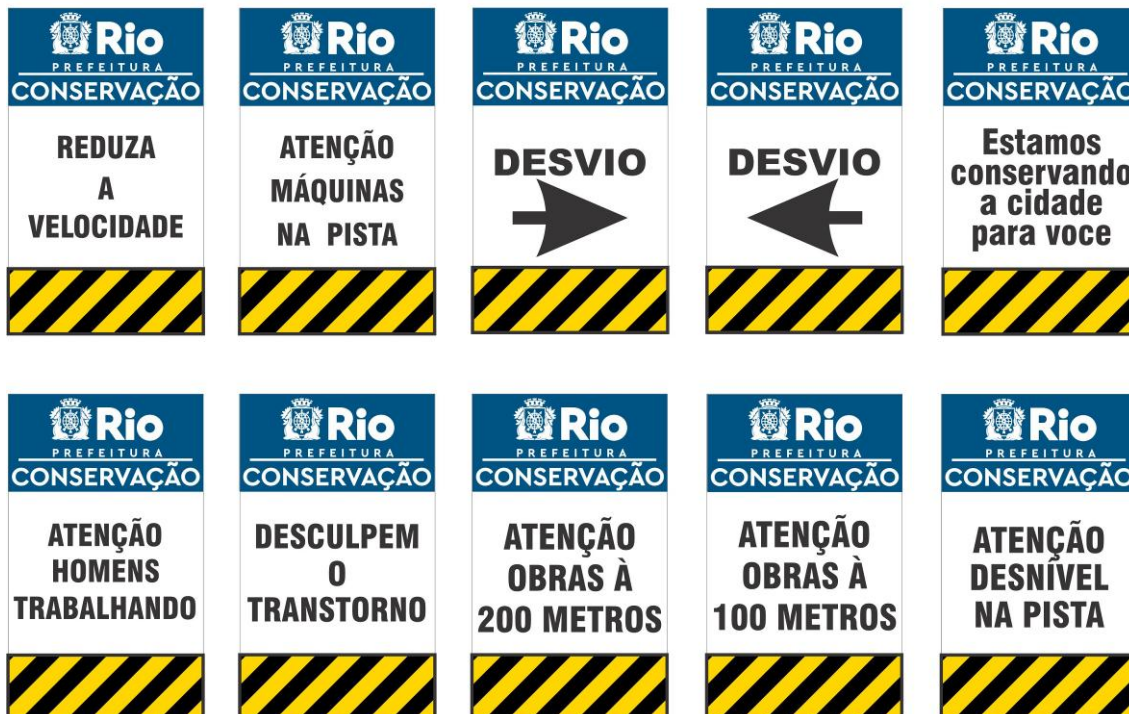 Rio
PREFEITURA
CONSERVAÇÃO
REDUZA
A
VELOCIDADE
Rio
PREFEITURA
CONSERVAÇÃO
ATENÇÃO
MÁQUINAS
NA PISTA
Rio
PREFEITURA
CONSERVAÇÃO
DESVIO
Rio
PREFEITURA
CONSERVAÇÃO
DESVIO
Rio
PREFEITURA
CONSERVAÇÃO
Estamos
conservando
a cidade
para voce
Rio
PREFEITURA
CONSERVAÇÃO
ATENÇÃO
HOMENS
TRABALHANDO
Rio
PREFEITURA
CONSERVAÇÃO
DESCULPEM
O
TRANSTORNO
Rio
PREFEITURA
CONSERVAÇÃO
ATENÇÃO
OBRAS À
200 METROS
Rio
PREFEITURA
CONSERVAÇÃO
ATENÇÃO
OBRAS À
100 METROS
Rio
PREFEITURA
CONSERVAÇÃO
ATENÇÃO
DESNÍVEL
NA PISTA